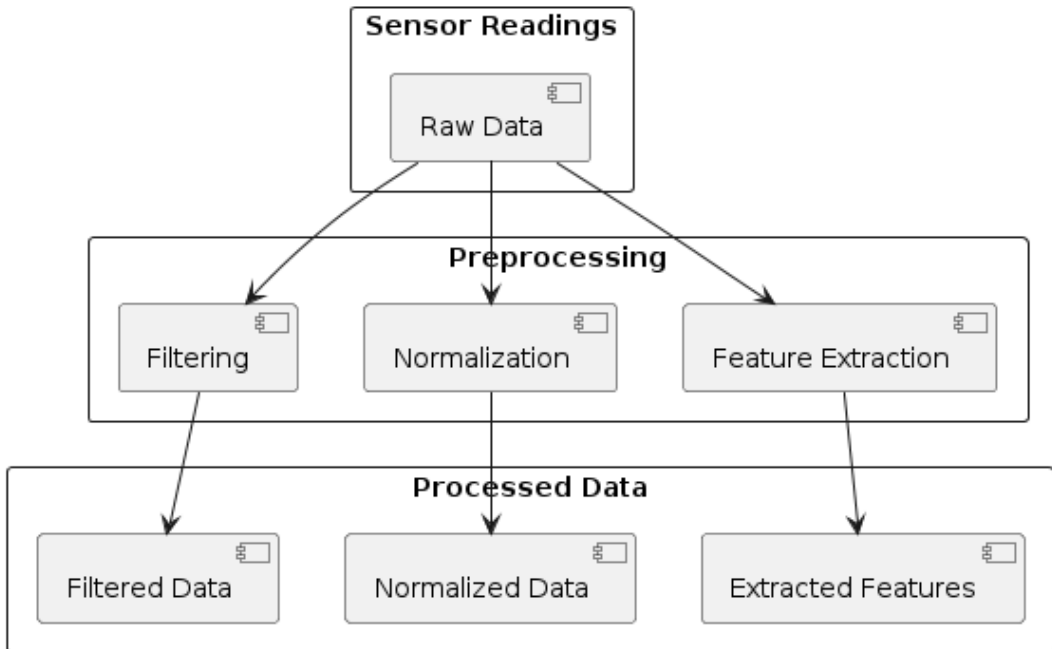 Sensor Readings
Raw Data
Preprocessing
Filtering
Normalization
Feature Extraction
Processed Data
Filtered Data
Normalized Data
Extracted Features